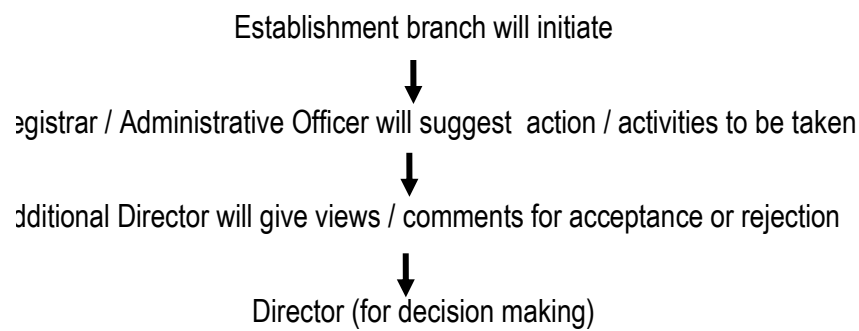 Establishment branch will initiate
egistrar / Administrative Officer will suggest action / activities to be taken
dditional Director will give views / comments for acceptance or rejection
Director (for decision making)